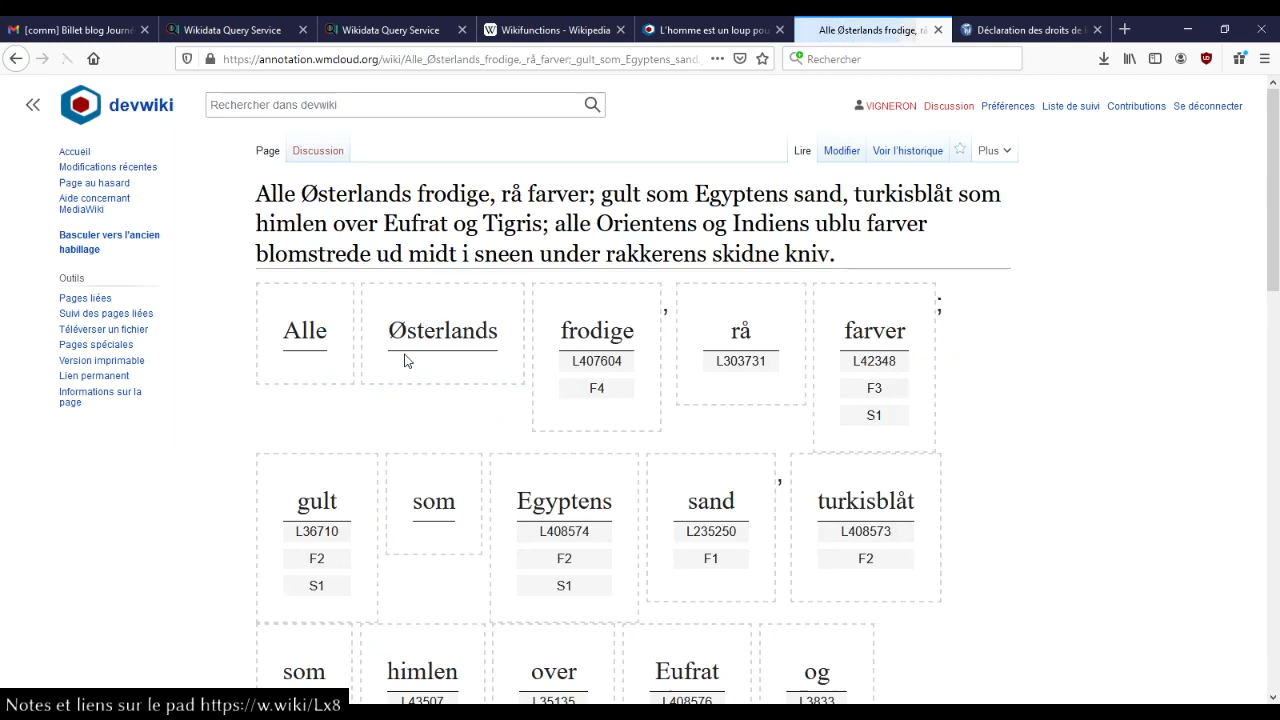 [comm] Billet blog Journé
Wikidata Query Service
Wikidata Query Service
Wikifunctions - Wikipedia
L'homme est un loup pou
Alle Østerlands frodige, rå
Déclaration des droits de l
https://annotation.wmcloud.org/wiki/Alle_Østerlands_frodige,_rå_farver;_gult_som_Egyptens_sand,
Rechercher
devwiki
Rechercher dans devwiki
VIGNERON Discussion Préférences Liste de suivi Contributions Se déconnecter
Accueil
Modifications récentes
Page au hasard
Aide concernant
MediaWiki
Basculer vers l'ancien
habillage
Outils
Pages liées
Suivi des pages liées
Téléverser un fichier
Pages spéciales
Version imprimable
Lien permanent
Informations sur la
page
Page Discussion
Lire Modifier Voir l'historique Plus
Alle Østerlands frodige, rå farver; gult som Egyptens sand, turkisblåt som
himlen over Eufrat og Tigris; alle Orientens og Indiens ublu farver
blomstrede ud midt i sneen under rakkerens skidne kniv.
Alle Østerlands frodige , rå farver ;
L407604 L303731 L42348
F4 F3
S1
gult som Egyptens sand , turkisblåt
L36710 L408574 L235250 L408573
F2 F2 F1 F2
S1 S1
som himlen over Eufrat og
L43507 L35135 L408576 L3833
Notes et liens sur le pad https://w.wiki/Lx8